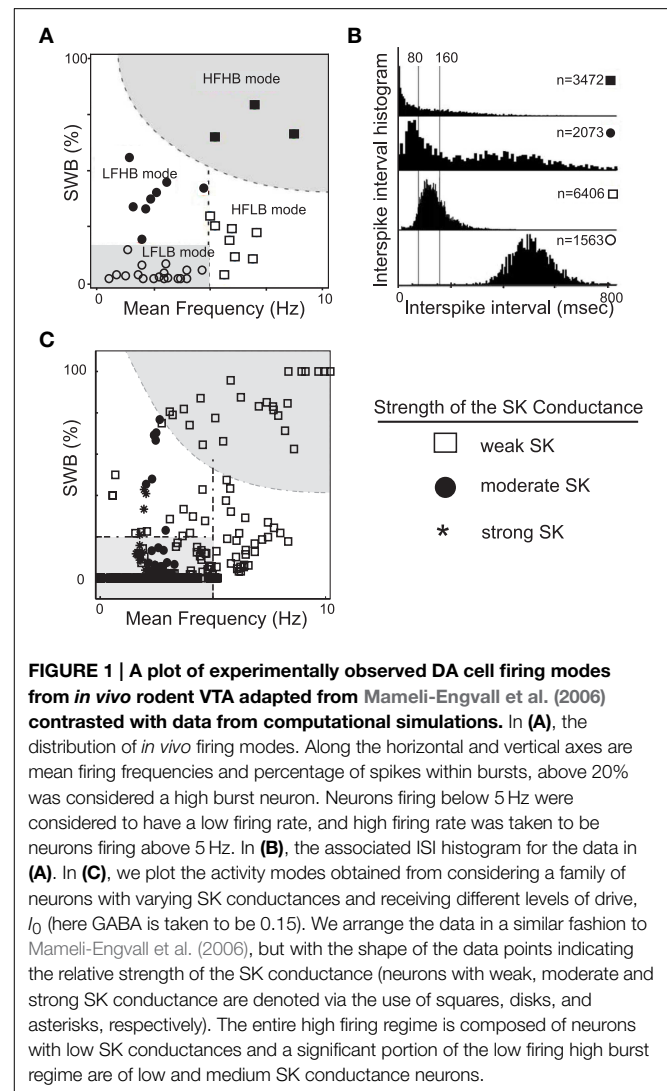 A
100
SWB (%)
0
HFHB mode
LFHB mode
HFLB mode
LFLB mode
0
10
Mean Frequency (Hz)
B
80 160
Interspike interval histogram
n=3472
n=2073
n=6406
n=1563
0
800
Interspike interval (msec)
C
100
SWB (%)
0
0
10
Mean Frequency (Hz)
Strength of the SK Conductance
weak SK
moderate SK
* strong SK
FIGURE 1 | A plot of experimentally observed DA cell firing modes
from in vivo rodent VTA adapted from Mameli-Engvall et al. (2006)
contrasted with data from computational simulations. In (A), the
distribution of in vivo firing modes. Along the horizontal and vertical axes are
mean firing frequencies and percentage of spikes within bursts, above 20%
was considered a high burst neuron. Neurons firing below 5 Hz were
considered to have a low firing rate, and high firing rate was taken to be
neurons firing above 5 Hz. In (B), the associated ISI histogram for the data in
(A). In (C), we plot the activity modes obtained from considering a family of
neurons with varying SK conductances and receiving different levels of drive,
I0 (here GABA is taken to be 0.15). We arrange the data in a similar fashion to
Mameli-Engvall et al. (2006), but with the shape of the data points indicating
the relative strength of the SK conductance (neurons with weak, moderate and
strong SK conductance are denoted via the use of squares, disks, and
asterisks, respectively). The entire high firing regime is composed of neurons
with low SK conductances and a significant portion of the low firing high burst
regime are of low and medium SK conductance neurons.